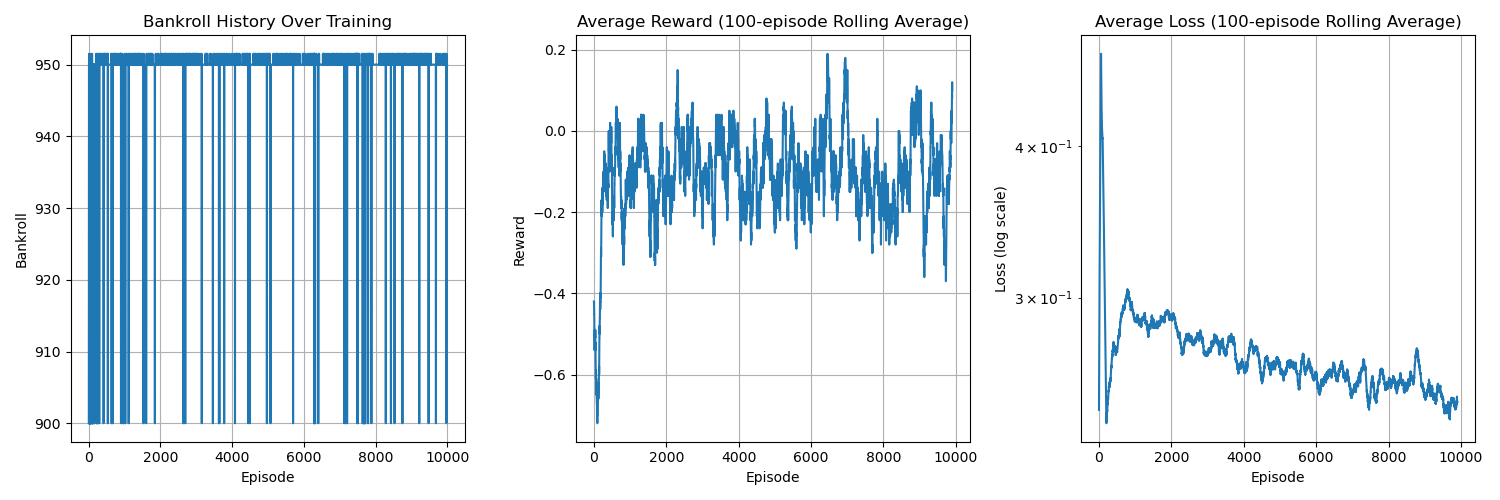 Bankroll History Over Training
950
940
930
920
910
900
Bankroll
0 2000 4000 6000 8000 10000
Episode
Average Reward (100-episode Rolling Average)
0.2
0.0
−0.2
−0.4
−0.6
Reward
0 2000 4000 6000 8000 10000
Episode
Average Loss (100-episode Rolling Average)
4 × 10⁻¹
3 × 10⁻¹
Loss (log scale)
0 2000 4000 6000 8000 10000
Episode